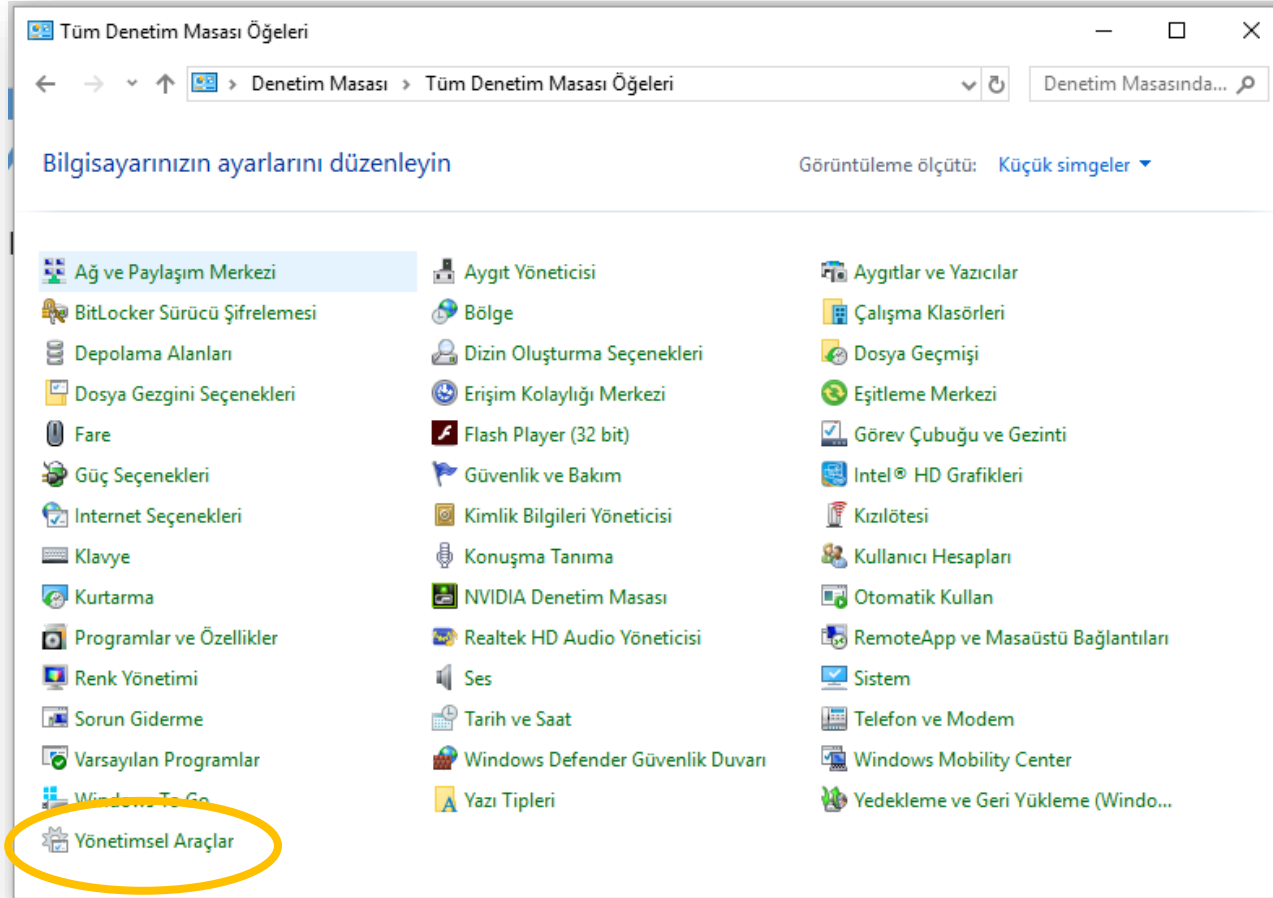 Tüm Denetim Masası Öğeleri
Denetim Masası > Tüm Denetim Masası Öğeleri
Denetim Masasında...
Bilgisayarınızın ayarlarını düzenleyin
Görüntüleme ölçütü: Küçük simgeler
Ağ ve Paylaşım Merkezi
Aygıt Yöneticisi
Aygıtlar ve Yazıcılar
BitLocker Sürücü Şifrelemesi
Bölge
Çalışma Klasörleri
Depolama Alanları
Dizin Oluşturma Seçenekleri
Dosya Geçmişi
Dosya Gezgini Seçenekleri
Erişim Kolaylığı Merkezi
Eşitleme Merkezi
Fare
Flash Player (32 bit)
Görev Çubuğu ve Gezinti
Güç Seçenekleri
Güvenlik ve Bakım
Intel® HD Grafikleri
Internet Seçenekleri
Kimlik Bilgileri Yöneticisi
Kızılötesi
Klavye
Konuşma Tanıma
Kullanıcı Hesapları
Kurtarma
NVIDIA Denetim Masası
Otomatik Kullan
Programlar ve Özellikler
Realtek HD Audio Yöneticisi
RemoteApp ve Masaüstü Bağlantıları
Renk Yönetimi
Ses
Sistem
Sorun Giderme
Tarih ve Saat
Telefon ve Modem
Varsayılan Programlar
Windows Defender Güvenlik Duvarı
Windows Mobility Center
Windows To Go
Yazı Tipleri
Yedekleme ve Geri Yükleme (Windo...
Yönetimsel Araçlar